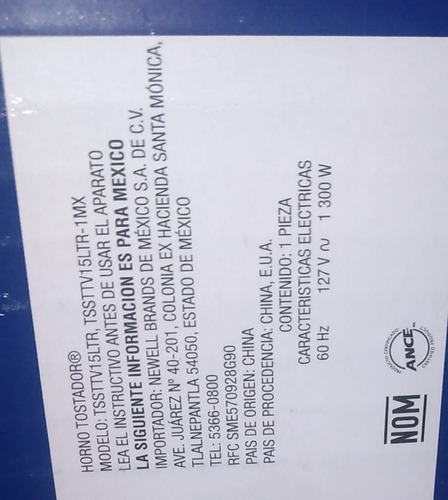 HORNO TOSTADOR®
MODELO: TSSTTV15LTR, TSSTTV15LTR-1MX
LEA EL INSTRUCTIVO ANTES DE USAR EL APARATO
LA SIGUIENTE INFORMACION ES PARA MEXICO
IMPORTADOR: NEWELL BRANDS DE MÉXICO S.A. DE C.V.
AVE. JUÁREZ Nº 40-201, COLONIA EX HACIENDA SANTA MÓNICA,
TLALNEPANTLA 54050, ESTADO DE MÉXICO
TEL: 5366-0800
RFC SME570928G90
PAIS DE ORIGEN: CHINA
PAIS DE PROCEDENCIA: CHINA, E.U.A.
CONTENIDO: 1 PIEZA
CARACTERISTICAS ELECTRICAS
60 Hz 127 V ~ 1 300 W
NOM
ANCE